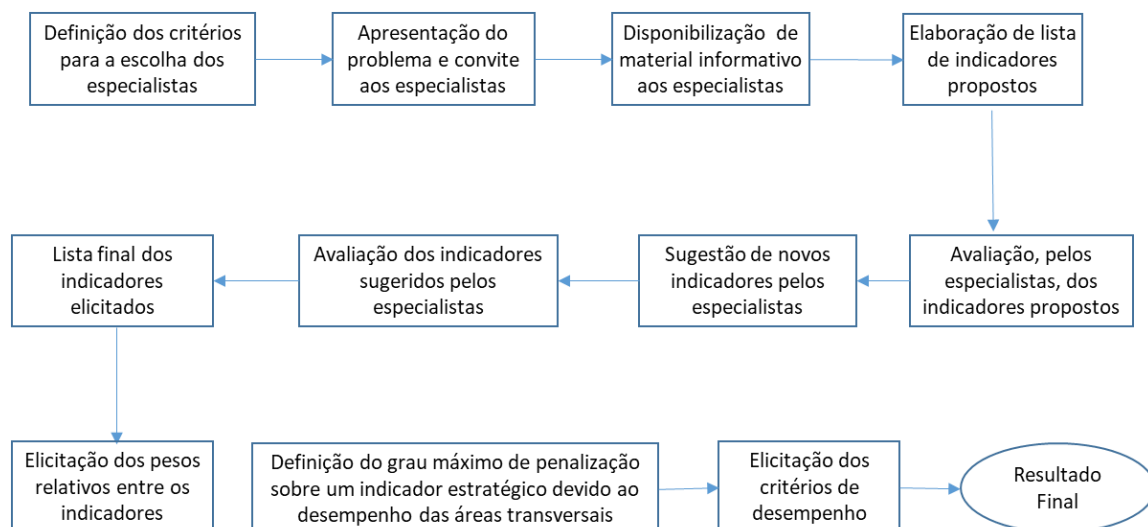 Definição dos critérios
para a escolha dos
especialistas
Apresentação do
problema e convite
aos especialistas
Disponibilização de
material informativo
aos especialistas
Elaboração de lista
de indicadores
propostos
Avaliação, pelos
especialistas, dos
indicadores propostos
Sugestão de novos
indicadores pelos
especialistas
Avaliação dos indicadores
sugeridos pelos
especialistas
Lista final dos
indicadores
elicitados
Elicitação dos pesos
relativos entre os
indicadores
Definição do grau máximo de penalização
sobre um indicador estratégico devido ao
desempenho das áreas transversais
Elicitação dos
critérios de
desempenho
Resultado
Final